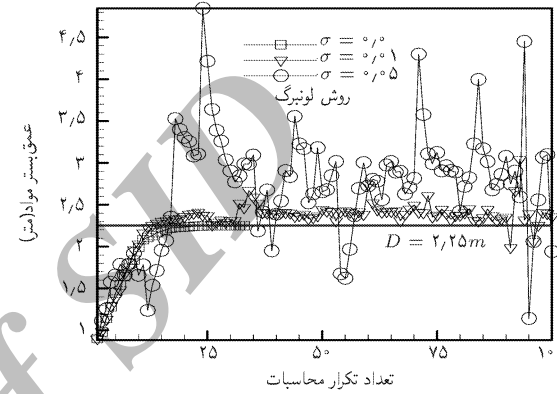 σ = ۰٫۰
σ = ۰٫۰۱
σ = ۰٫۰۵
روش لونبرگ
D = ۲٫۲۵m
عمق بستر مواد(متر)
۴٫۵
۴
۳٫۵
۳
۲٫۵
۲
۱٫۵
۱
۲۵
۵۰
۷۵
۱۰
تعداد تکرار محاسبات
f SID